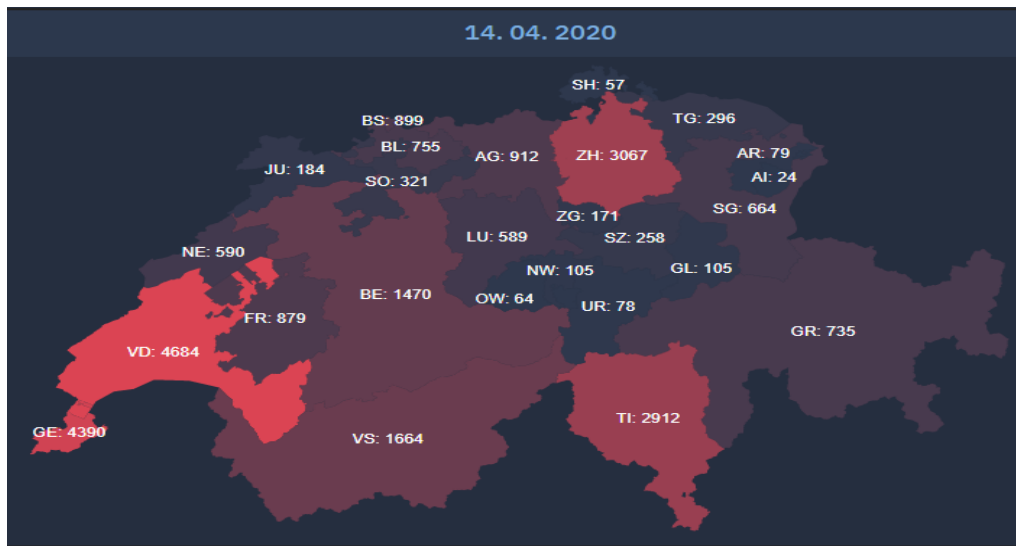 14. 04. 2020
SH: 57
BS: 899
TG: 296
BL: 755
AG: 912
ZH: 3067
AR: 79
JU: 184
SO: 321
AI: 24
ZG: 171
SG: 664
LU: 589
SZ: 258
NE: 590
NW: 105
GL: 105
BE: 1470
OW: 64
UR: 78
FR: 879
GR: 735
VD: 4684
TI: 2912
GE: 4390
VS: 1664